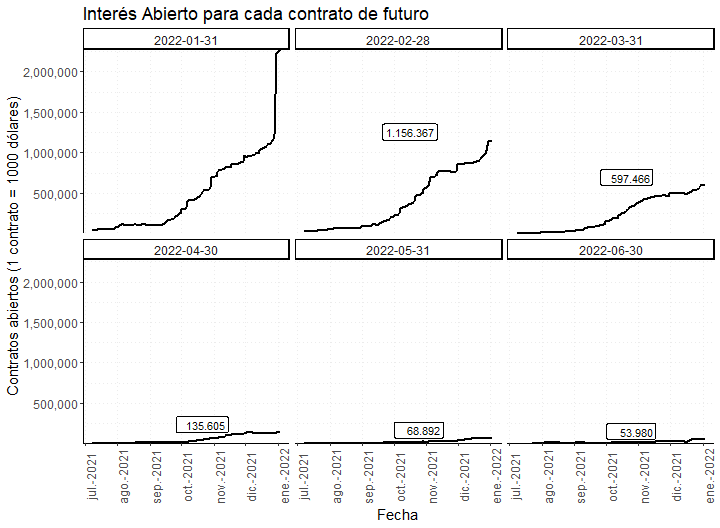 Interés Abierto para cada contrato de futuro
Contratos abiertos (1 contrato = 1000 dólares)
2022-01-31
2022-02-28
2022-03-31
2,000,000
1,500,000
1,000,000
500,000
1.156.367
597.466
2022-04-30
2022-05-31
2022-06-30
2,000,000
1,500,000
1,000,000
500,000
135.605
68.892
53.980
jul.-2021
ago.-2021
sep.-2021
oct.-2021
nov.-2021
dic.-2021
ene.-2022
jul.-2021
ago.-2021
sep.-2021
oct.-2021
nov.-2021
dic.-2021
ene.-2022
jul.-2021
ago.-2021
sep.-2021
oct.-2021
nov.-2021
dic.-2021
ene.-2022
Fecha